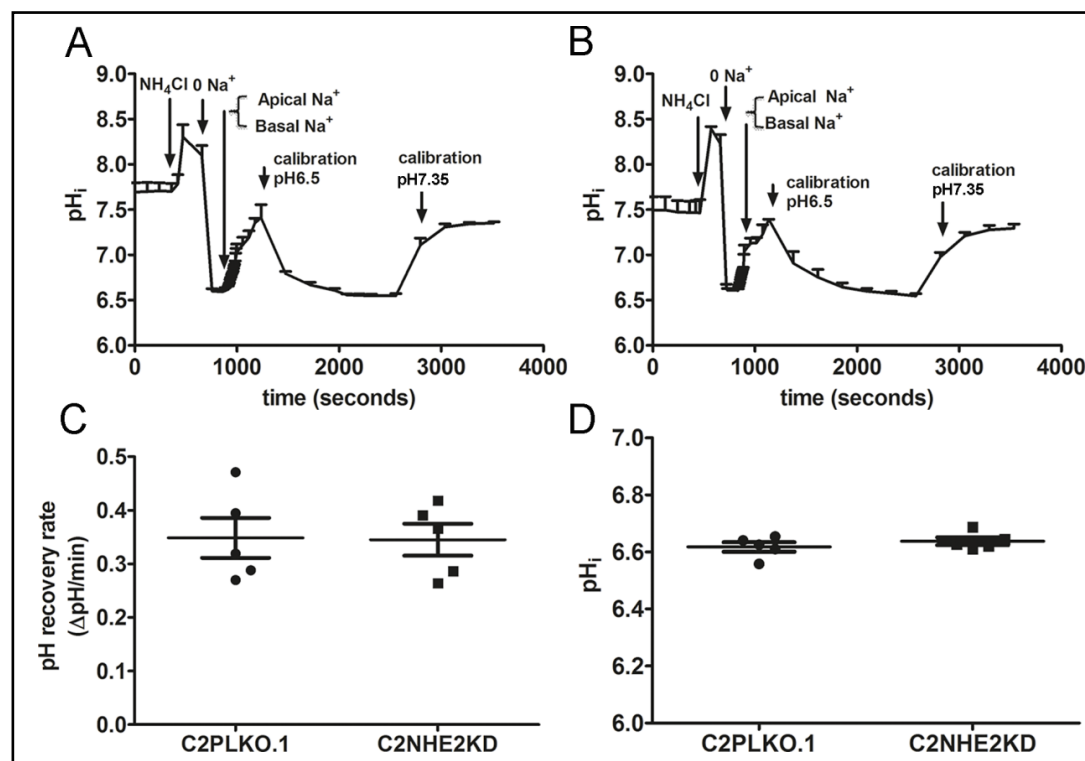 A
NH₄Cl 0 Na⁺
Apical Na⁺
Basal Na⁺
calibration
pH6.5
calibration
pH7.35
pHᵢ
9.0
8.5
8.0
7.5
7.0
6.5
6.0
0 1000 2000 3000 4000
time (seconds)
B
0 Na⁺
NH₄Cl
Apical Na⁺
Basal Na⁺
calibration
pH6.5
calibration
pH7.35
pHᵢ
9.0
8.5
8.0
7.5
7.0
6.5
6.0
0 1000 2000 3000 4000
time (seconds)
C
pH recovery rate
(ΔpH/min)
0.5
0.4
0.3
0.2
0.1
0.0
C2PLKO.1 C2NHE2KD
D
pHᵢ
7.0
6.8
6.6
6.4
6.2
6.0
C2PLKO.1 C2NHE2KD